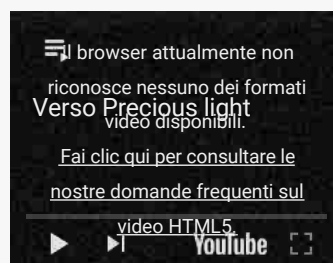 Il browser attualmente non
riconosce nessuno dei formati
Verso Precious light
video disponibili.
Fai clic qui per consultare le
nostre domande frequenti sul
video HTML5.
YouTube